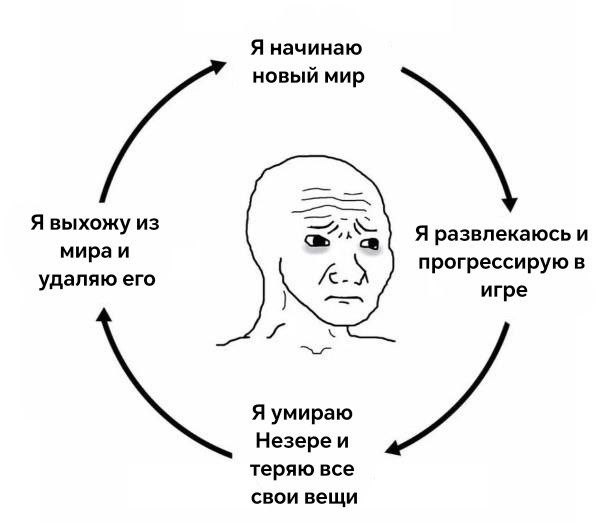 Я начинаю
новый мир
Я развлекаюсь и
прогрессирую в
игре
Я умираю
Незере и
теряю все
свои вещи
Я выхожу из
мира и
удаляю его